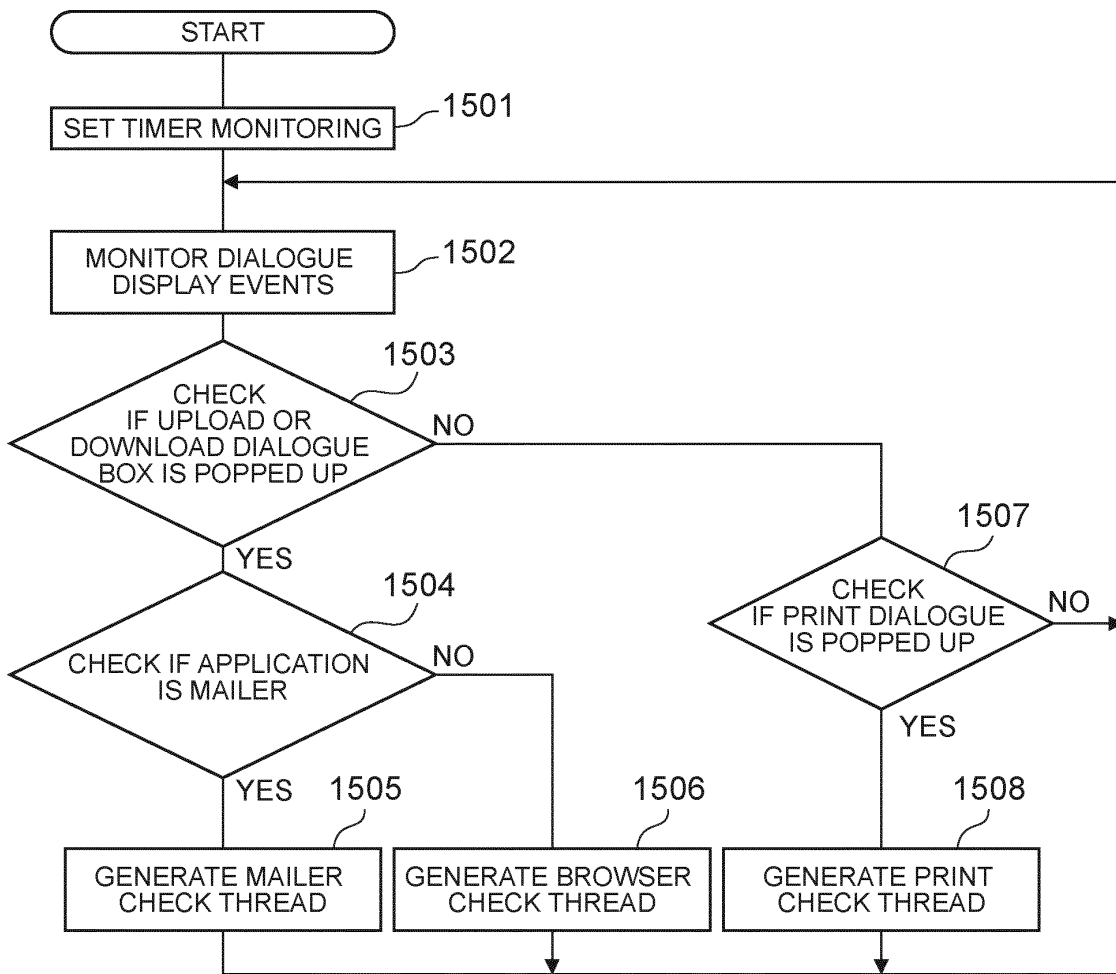 START
1501
SET TIMER MONITORING
MONITOR DIALOGUE
DISPLAY EVENTS
1502
1503
CHECK
IF UPLOAD OR
DOWNLOAD DIALOGUE
BOX IS POPPED UP
NO
YES
1507
CHECK
IF PRINT DIALOGUE
IS POPPED UP
NO
YES
1504
CHECK IF APPLICATION
IS MAILER
NO
YES
1505
GENERATE MAILER
CHECK THREAD
1506
GENERATE BROWSER
CHECK THREAD
1508
GENERATE PRINT
CHECK THREAD